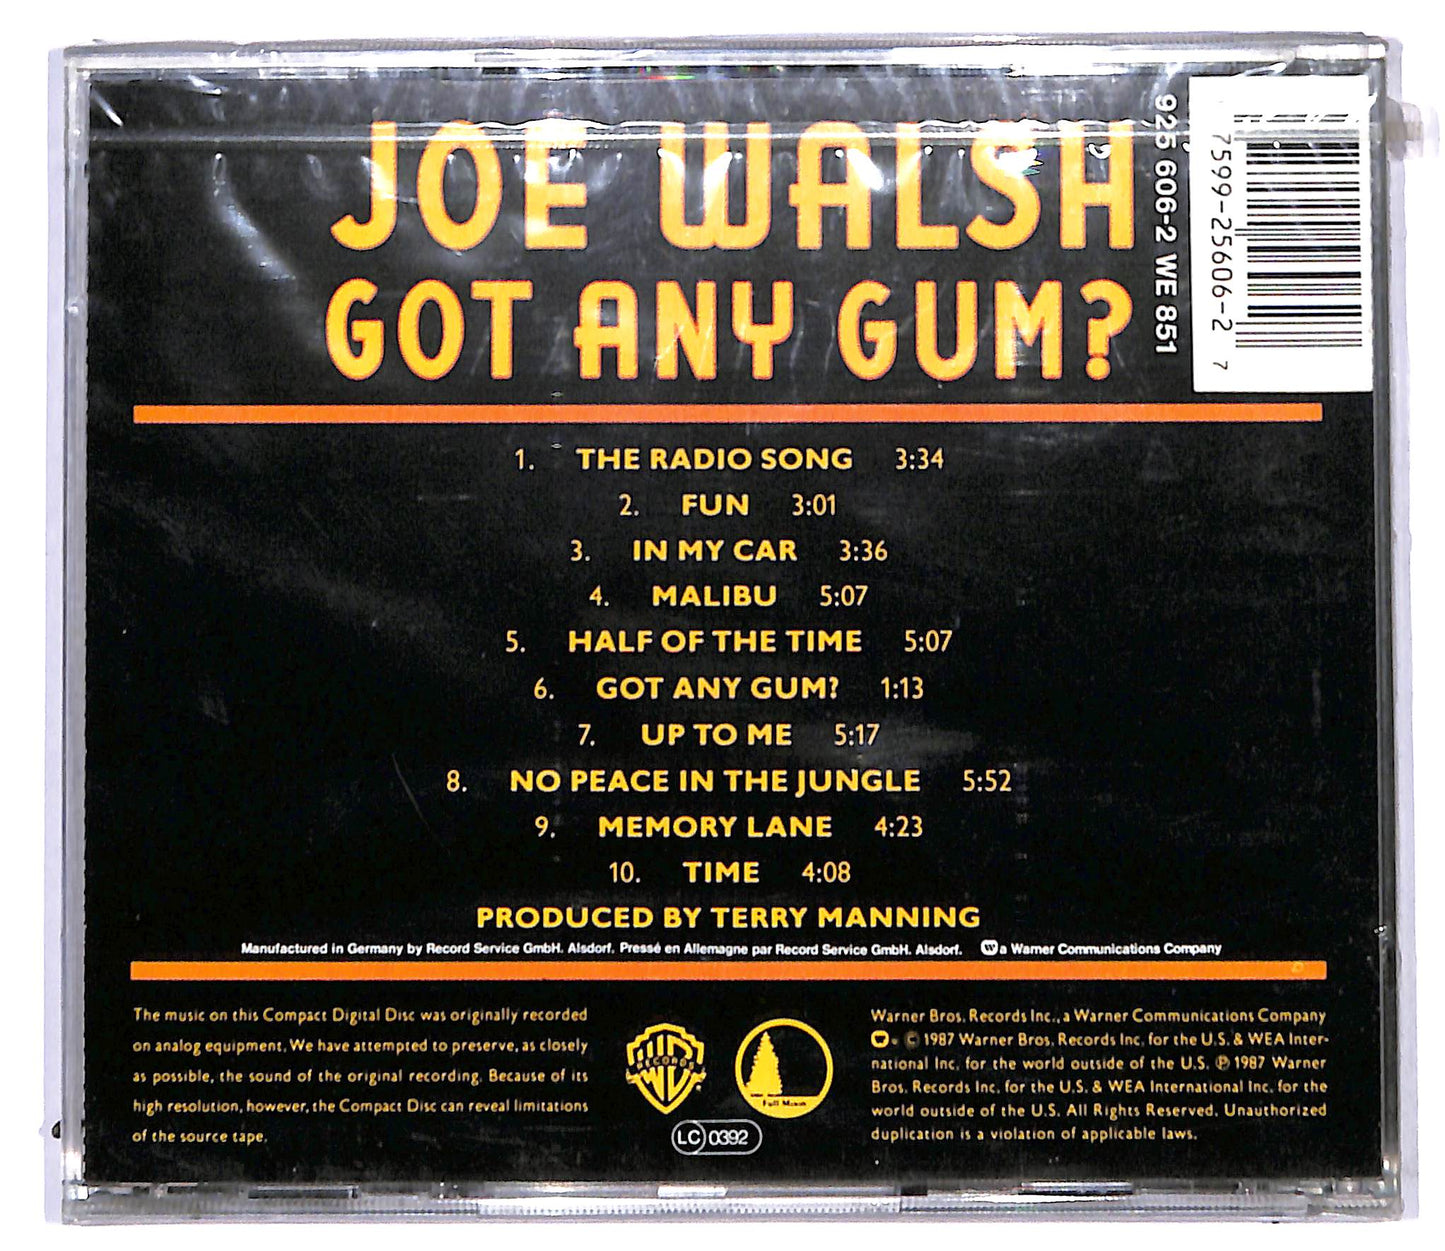 JOE WALSH
GOT ANY GUM?
925 606-2 WE 851
7599-25606-2
7
1. THE RADIO SONG 3:34
2. FUN 3:01
3. IN MY CAR 3:36
4. MALIBU 5:07
5. HALF OF THE TIME 5:07
6. GOT ANY GUM? 1:13
7. UP TO ME 5:17
8. NO PEACE IN THE JUNGLE 5:52
9. MEMORY LANE 4:23
10. TIME 4:08
PRODUCED BY TERRY MANNING
Manufactured in Germany by Record Service GmbH. Alsdorf. Pressé en Allemagne par Record Service GmbH. Alsdorf. W a Warner Communications Company
The music on this Compact Digital Disc was originally recorded
on analog equipment. We have attempted to preserve, as closely
as possible, the sound of the original recording. Because of its
high resolution, however, the Compact Disc can reveal limitations
of the source tape.
WB
RECORDS
Full Moon
LC 0392
Warner Bros. Records Inc., a Warner Communications Company
W. © 1987 Warner Bros. Records Inc. for the U.S. & WEA Inter-
national Inc. for the world outside of the U.S. ℗ 1987 Warner
Bros. Records Inc. for the U.S. & WEA International Inc. for the
world outside of the U.S. All Rights Reserved. Unauthorized
duplication is a violation of applicable laws.